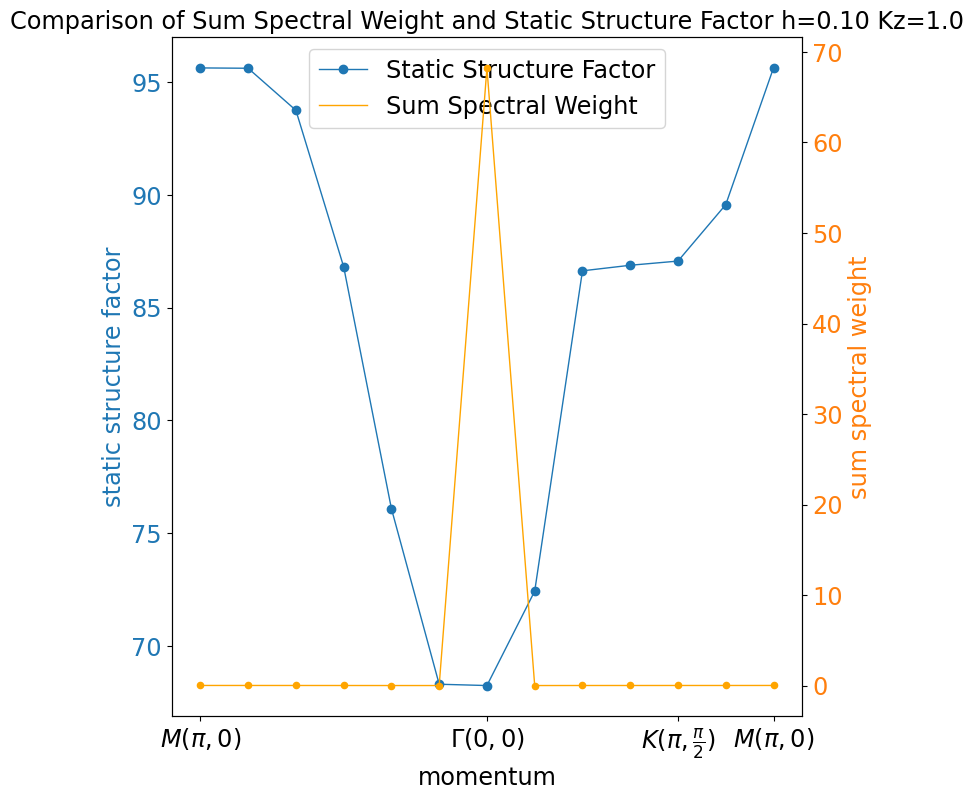 Comparison of Sum Spectral Weight and Static Structure Factor h=0.10 Kz=1.0
Static Structure Factor
Sum Spectral Weight
static structure factor
95
90
85
80
75
70
70
60
50
40
30
20
10
0
sum spectral weight
M(π, 0)
Γ(0, 0)
K(π, π/2)
M(π, 0)
momentum